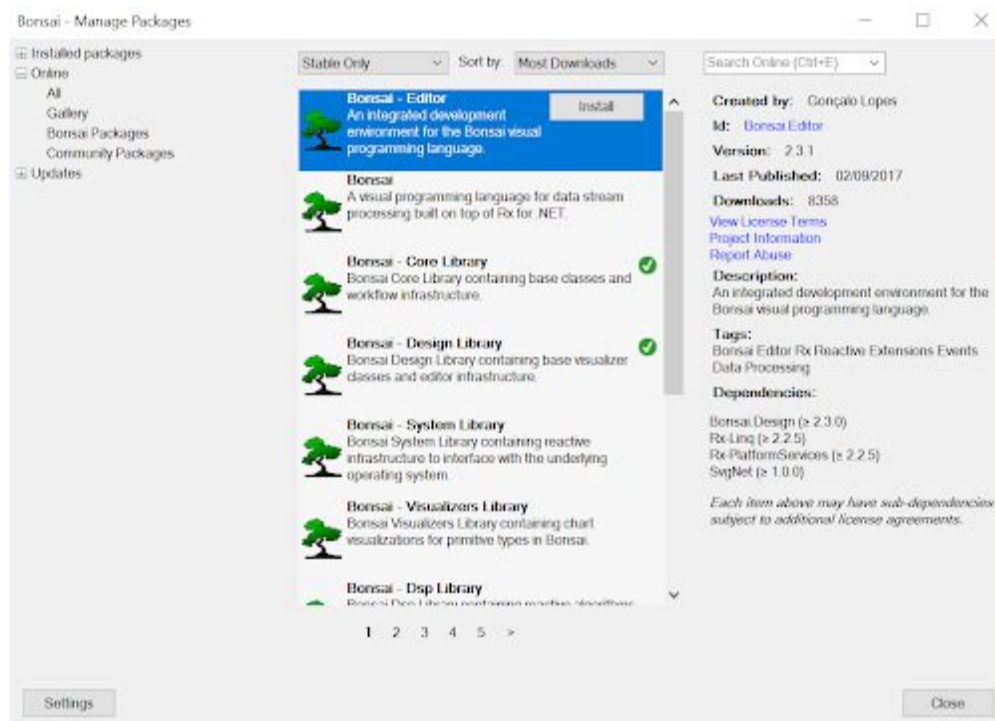 Bonsai - Manage Packages
Installed packages
Online
All
Gallery
Bonsai Packages
Community Packages
Updates
Stable Only
Sort by: Most Downloads
Search Online (Ctrl+E)
Bonsai - Editor
Install
An integrated development
environment for the Bonsai visual
programming language.
Bonsai
A visual programming language for data stream
processing built on top of Rx for .NET.
Bonsai - Core Library
Bonsai Core Library containing base classes and
workflow infrastructure.
Bonsai - Design Library
Bonsai Design Library containing base visualizer
classes and editor infrastructure.
Bonsai - System Library
Bonsai System Library containing reactive
infrastructure to interface with the underlying
operating system.
Bonsai - Visualizers Library
Bonsai Visualizers Library containing chart
visualizations for primitive types in Bonsai.
Bonsai - Dsp Library
Bonsai Dsp Library containing reactive algorithms
1 2 3 4 5 >
Created by: Gonçalo Lopes
Id: Bonsai.Editor
Version: 2.3.1
Last Published: 02/09/2017
Downloads: 8358
View License Terms
Project Information
Report Abuse
Description:
An integrated development environment for the
Bonsai visual programming language.
Tags:
Bonsai Editor Rx Reactive Extensions Events
Data Processing
Dependencies:
Bonsai.Design (≥ 2.3.0)
Rx-Linq (≥ 2.2.5)
Rx-PlatformServices (≥ 2.2.5)
SvgNet (≥ 1.0.0)
Each item above may have sub-dependencies
subject to additional license agreements.
Settings
Close